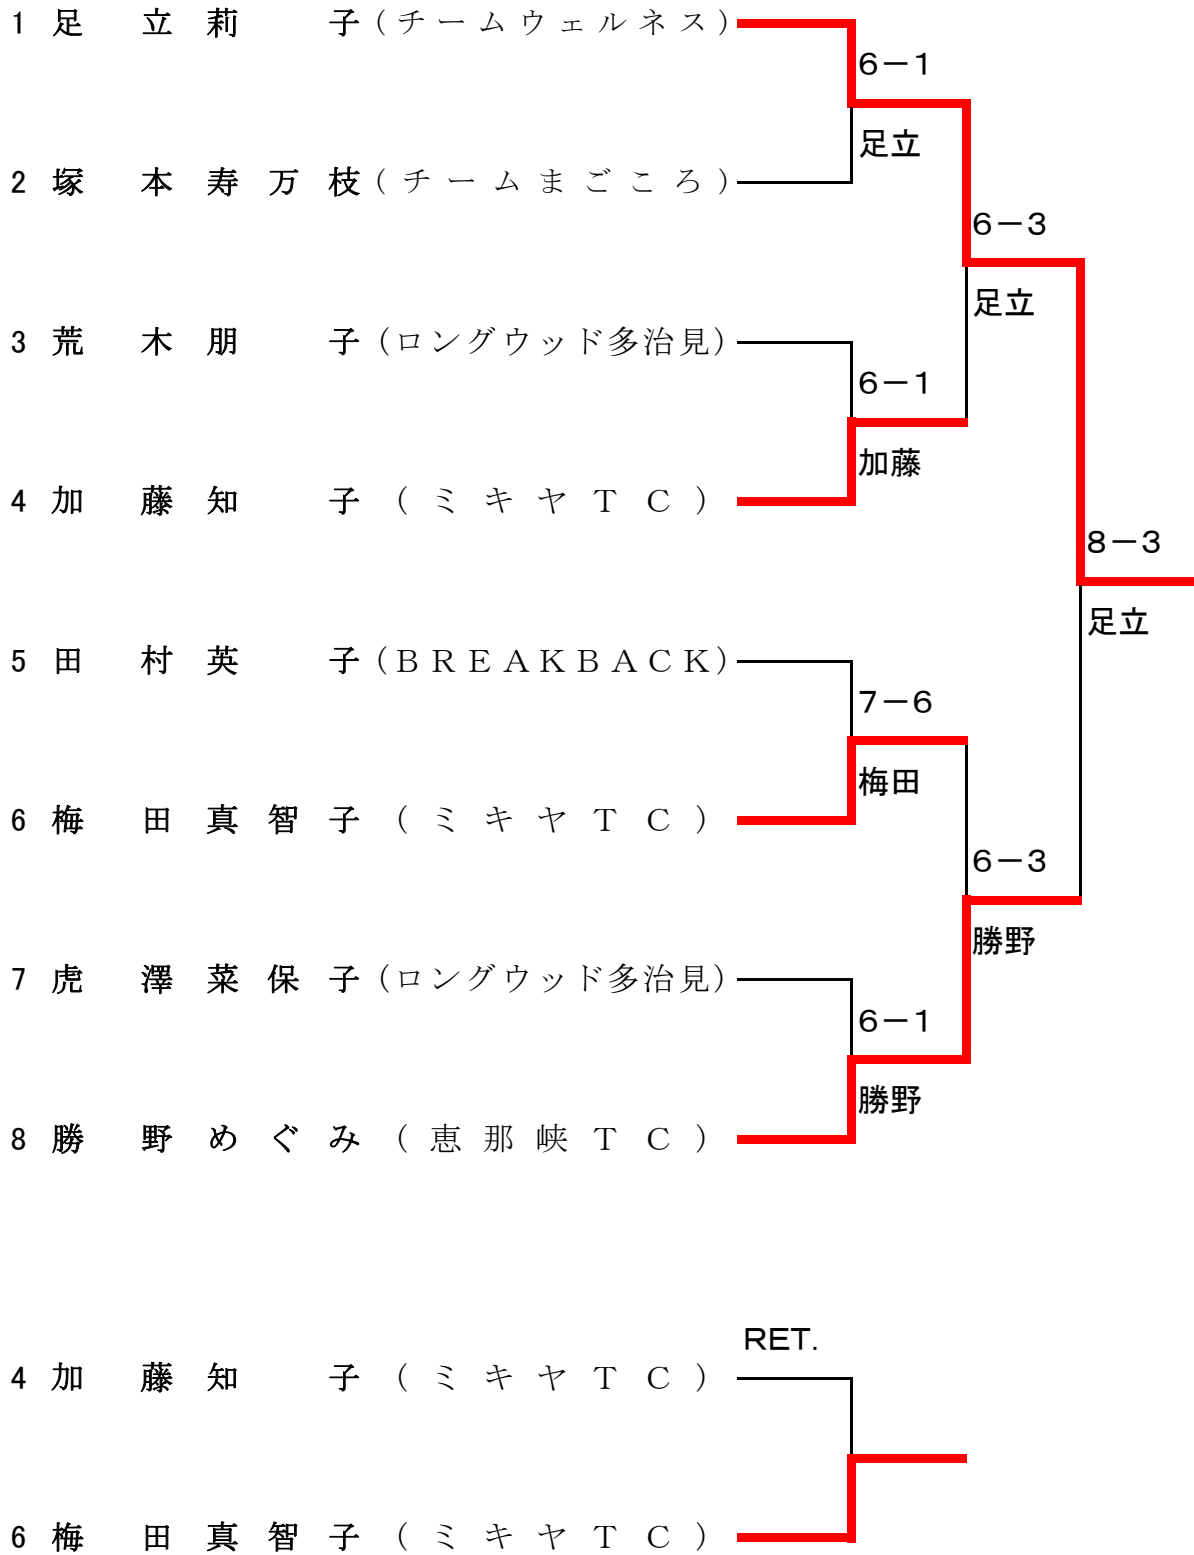 1 足立莉子(チームウェルネス)
6−1
足立
2 塚本寿万枝(チームまごころ)
6−3
足立
3 荒木朋子(ロングウッド多治見)
6−1
加藤
4 加藤知子(ミキヤTC)
8−3
足立
5 田村英子(BREAKBACK)
7−6
梅田
6 梅田真智子(ミキヤTC)
6−3
勝野
7 虎澤菜保子(ロングウッド多治見)
6−1
勝野
8 勝野めぐみ(恵那峡TC)
RET.
4 加藤知子(ミキヤTC)
6 梅田真智子(ミキヤTC)